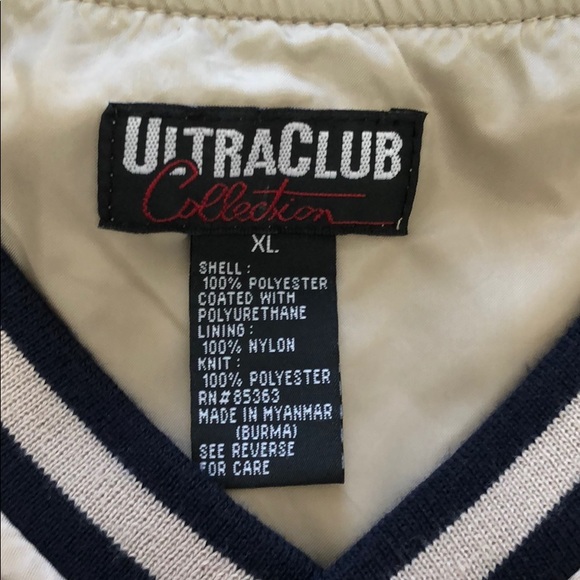 ULTRACLUB
Collection
XL
SHELL:
100% POLYESTER
COATED WITH
POLYURETHANE
LINING:
100% NYLON
KNIT:
100% POLYESTER
RN#85363
MADE IN MYANMAR
(BURMA)
SEE REVERSE
FOR CARE